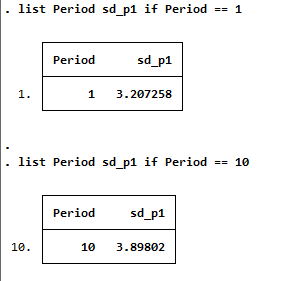 . list Period sd_p1 if Period == 1
Period sd_p1
1. 1 3.207258
.
. list Period sd_p1 if Period == 10
Period sd_p1
10. 10 3.89802